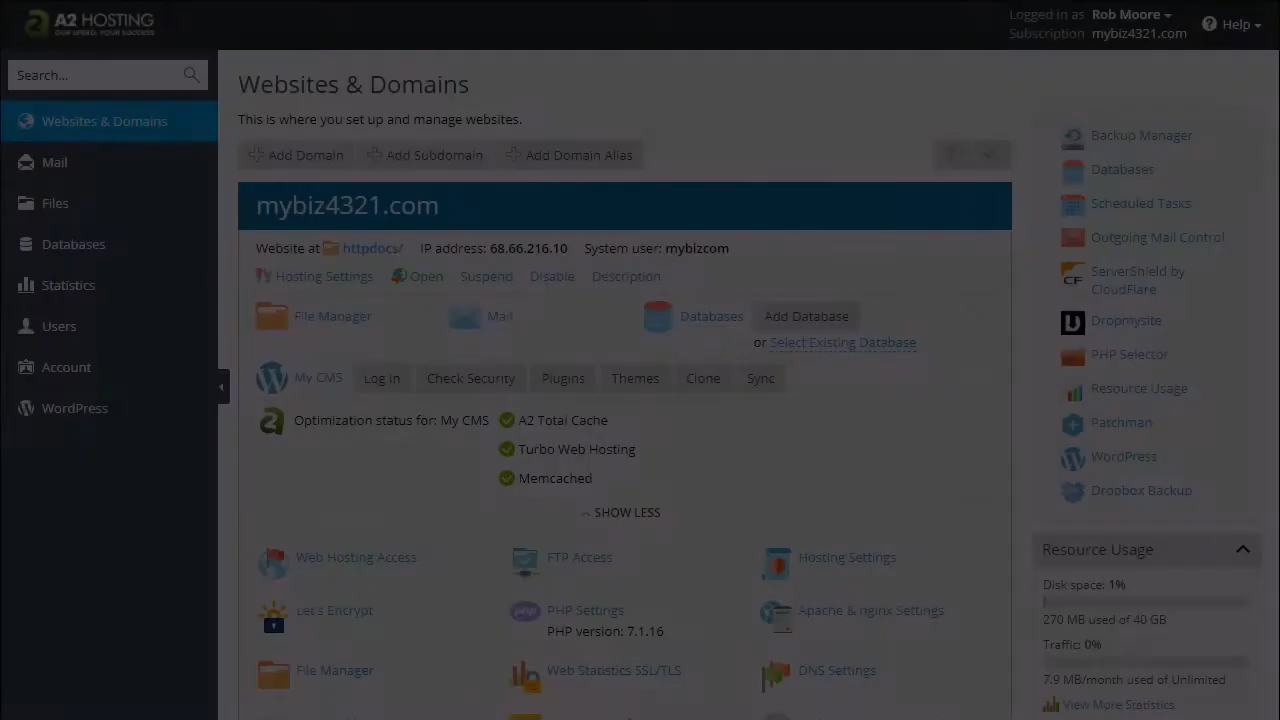 A2 HOSTING
OUR SPEED, YOUR SUCCESS
Logged in as Rob Moore
Subscription mybiz4321.com
Help
Search...
Websites & Domains
Mail
Files
Databases
Statistics
Users
Account
WordPress
Websites & Domains
This is where you set up and manage websites.
Add Domain Add Subdomain Add Domain Alias
mybiz4321.com
Website at httpdocs/ IP address: 68.66.216.10 System user: mybizcom
Hosting Settings Open Suspend Disable Description
File Manager Mail Databases Add Database
or Select Existing Database
My CMS Log in Check Security Plugins Themes Clone Sync
Optimization status for: My CMS A2 Total Cache
Turbo Web Hosting
Memcached
SHOW LESS
Web Hosting Access FTP Access Hosting Settings
Let's Encrypt PHP Settings Apache & nginx Settings
PHP version: 7.1.16
File Manager Web Statistics SSL/TLS DNS Settings
Backup Manager
Databases
Scheduled Tasks
Outgoing Mail Control
ServerShield by
CloudFlare
Dropmysite
PHP Selector
Resource Usage
Patchman
WordPress
Dropbox Backup
Resource Usage
Disk space: 1%
270 MB used of 40 GB
Traffic: 0%
7.9 MB/month used of Unlimited
View More Statistics